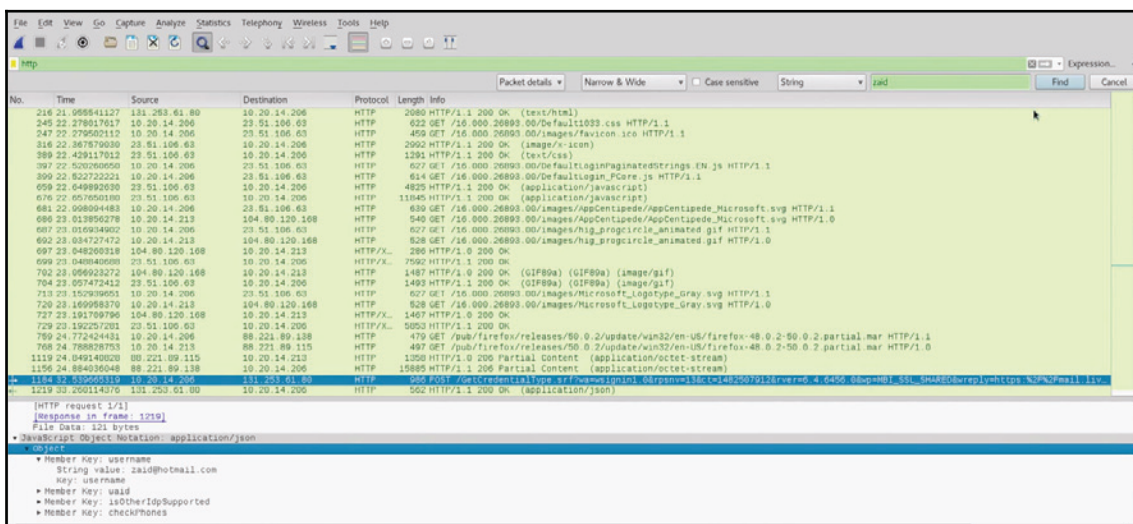 File Edit View Go Capture Analyze Statistics Telephony Wireless Tools Help
http Expression...
Packet details Narrow & Wide Case sensitive String zaid Find Cancel
No. Time Source Destination Protocol Length Info
216 21.955541127 131.253.61.80 10.20.14.206 HTTP 2080 HTTP/1.1 200 OK (text/html)
245 22.278017617 10.20.14.206 23.51.106.63 HTTP 622 GET /16.000.26893.00/Default1033.css HTTP/1.1
247 22.279502112 10.20.14.206 23.51.106.63 HTTP 459 GET /16.000.26893.00/images/favicon.ico HTTP/1.1
316 22.367579030 23.51.106.63 10.20.14.206 HTTP 2992 HTTP/1.1 200 OK (image/x-icon)
389 22.429117012 23.51.106.63 10.20.14.206 HTTP 1291 HTTP/1.1 200 OK (text/css)
397 22.520260650 10.20.14.206 23.51.106.63 HTTP 627 GET /16.000.26893.00/DefaultLoginPaginatedStrings.EN.js HTTP/1.1
399 22.522722221 10.20.14.206 23.51.106.63 HTTP 614 GET /16.000.26893.00/DefaultLogin_PCore.js HTTP/1.1
659 22.649892030 23.51.106.63 10.20.14.206 HTTP 4825 HTTP/1.1 200 OK (application/javascript)
676 22.657650180 23.51.106.63 10.20.14.206 HTTP 11845 HTTP/1.1 200 OK (application/javascript)
681 22.998094483 10.20.14.206 23.51.106.63 HTTP 639 GET /16.000.26893.00/images/AppCentipede/AppCentipede_Microsoft.svg HTTP/1.1
686 23.013856278 10.20.14.213 104.80.120.168 HTTP 540 GET /16.000.26893.00/images/AppCentipede/AppCentipede_Microsoft.svg HTTP/1.0
687 23.016934902 10.20.14.206 23.51.106.63 HTTP 627 GET /16.000.26893.00/images/hig_progcircle_animated.gif HTTP/1.1
692 23.034727472 10.20.14.213 104.80.120.168 HTTP 528 GET /16.000.26893.00/images/hig_progcircle_animated.gif HTTP/1.0
697 23.048260318 104.80.120.168 10.20.14.213 HTTP/X… 286 HTTP/1.0 200 OK
699 23.048840688 23.51.106.63 10.20.14.206 HTTP/X… 7592 HTTP/1.1 200 OK
702 23.056923272 104.80.120.168 10.20.14.213 HTTP 1487 HTTP/1.0 200 OK (GIF89a) (GIF89a) (image/gif)
704 23.057472412 23.51.106.63 10.20.14.206 HTTP 1493 HTTP/1.1 200 OK (GIF89a) (GIF89a) (image/gif)
713 23.152939651 10.20.14.206 23.51.106.63 HTTP 627 GET /16.000.26893.00/images/Microsoft_Logotype_Gray.svg HTTP/1.1
720 23.169958370 10.20.14.213 104.80.120.168 HTTP 528 GET /16.000.26893.00/images/Microsoft_Logotype_Gray.svg HTTP/1.0
727 23.191709796 104.80.120.168 10.20.14.213 HTTP/X… 1467 HTTP/1.0 200 OK
729 23.192257281 23.51.106.63 10.20.14.206 HTTP/X… 5853 HTTP/1.1 200 OK
759 24.772424431 10.20.14.206 88.221.89.138 HTTP 479 GET /pub/firefox/releases/50.0.2/update/win32/en-US/firefox-48.0.2-50.0.2.partial.mar HTTP/1.1
768 24.788828753 10.20.14.213 88.221.89.115 HTTP 497 GET /pub/firefox/releases/50.0.2/update/win32/en-US/firefox-48.0.2-50.0.2.partial.mar HTTP/1.0
1119 24.849140828 88.221.89.115 10.20.14.213 HTTP 1358 HTTP/1.0 206 Partial Content (application/octet-stream)
1156 24.884036048 88.221.89.138 10.20.14.206 HTTP 15885 HTTP/1.1 206 Partial Content (application/octet-stream)
1184 32.539665319 10.20.14.206 131.253.61.80 HTTP 986 POST /GetCredentialType.srf?wa=wsignin1.0&rpsnv=13&ct=1482507912&rver=6.4.6456.0&wp=MBI_SSL_SHARED&wreply=https:%2F%2Fmail.liv…
1219 33.260114376 131.253.61.80 10.20.14.206 HTTP 562 HTTP/1.1 200 OK (application/json)
[HTTP request 1/1]
[Response in frame: 1219]
File Data: 121 bytes
JavaScript Object Notation: application/json
Object
Member Key: username
String value: zaid@hotmail.com
Key: username
Member Key: uaid
Member Key: isOtherIdpSupported
Member Key: checkPhones